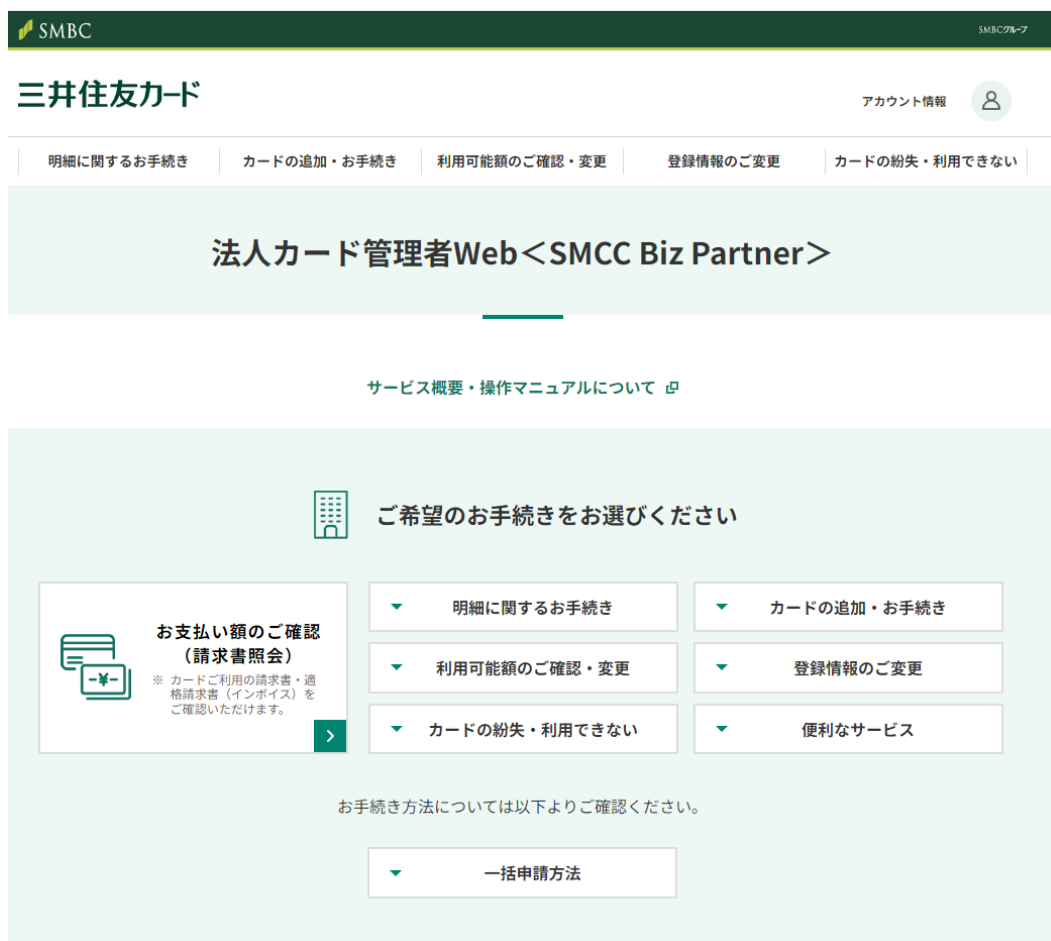 SMBC
SMBCグループ
三井住友カード
アカウント情報
明細に関するお手続き
カードの追加・お手続き
利用可能額のご確認・変更
登録情報のご変更
カードの紛失・利用できない
法人カード管理者Web＜SMCC Biz Partner＞
サービス概要・操作マニュアルについて
ご希望のお手続きをお選びください
お支払い額のご確認
（請求書照会）
※ カードご利用の請求書・適
格請求書（インボイス）を
ご確認いただけます。
明細に関するお手続き
カードの追加・お手続き
利用可能額のご確認・変更
登録情報のご変更
カードの紛失・利用できない
便利なサービス
お手続き方法については以下よりご確認ください。
一括申請方法